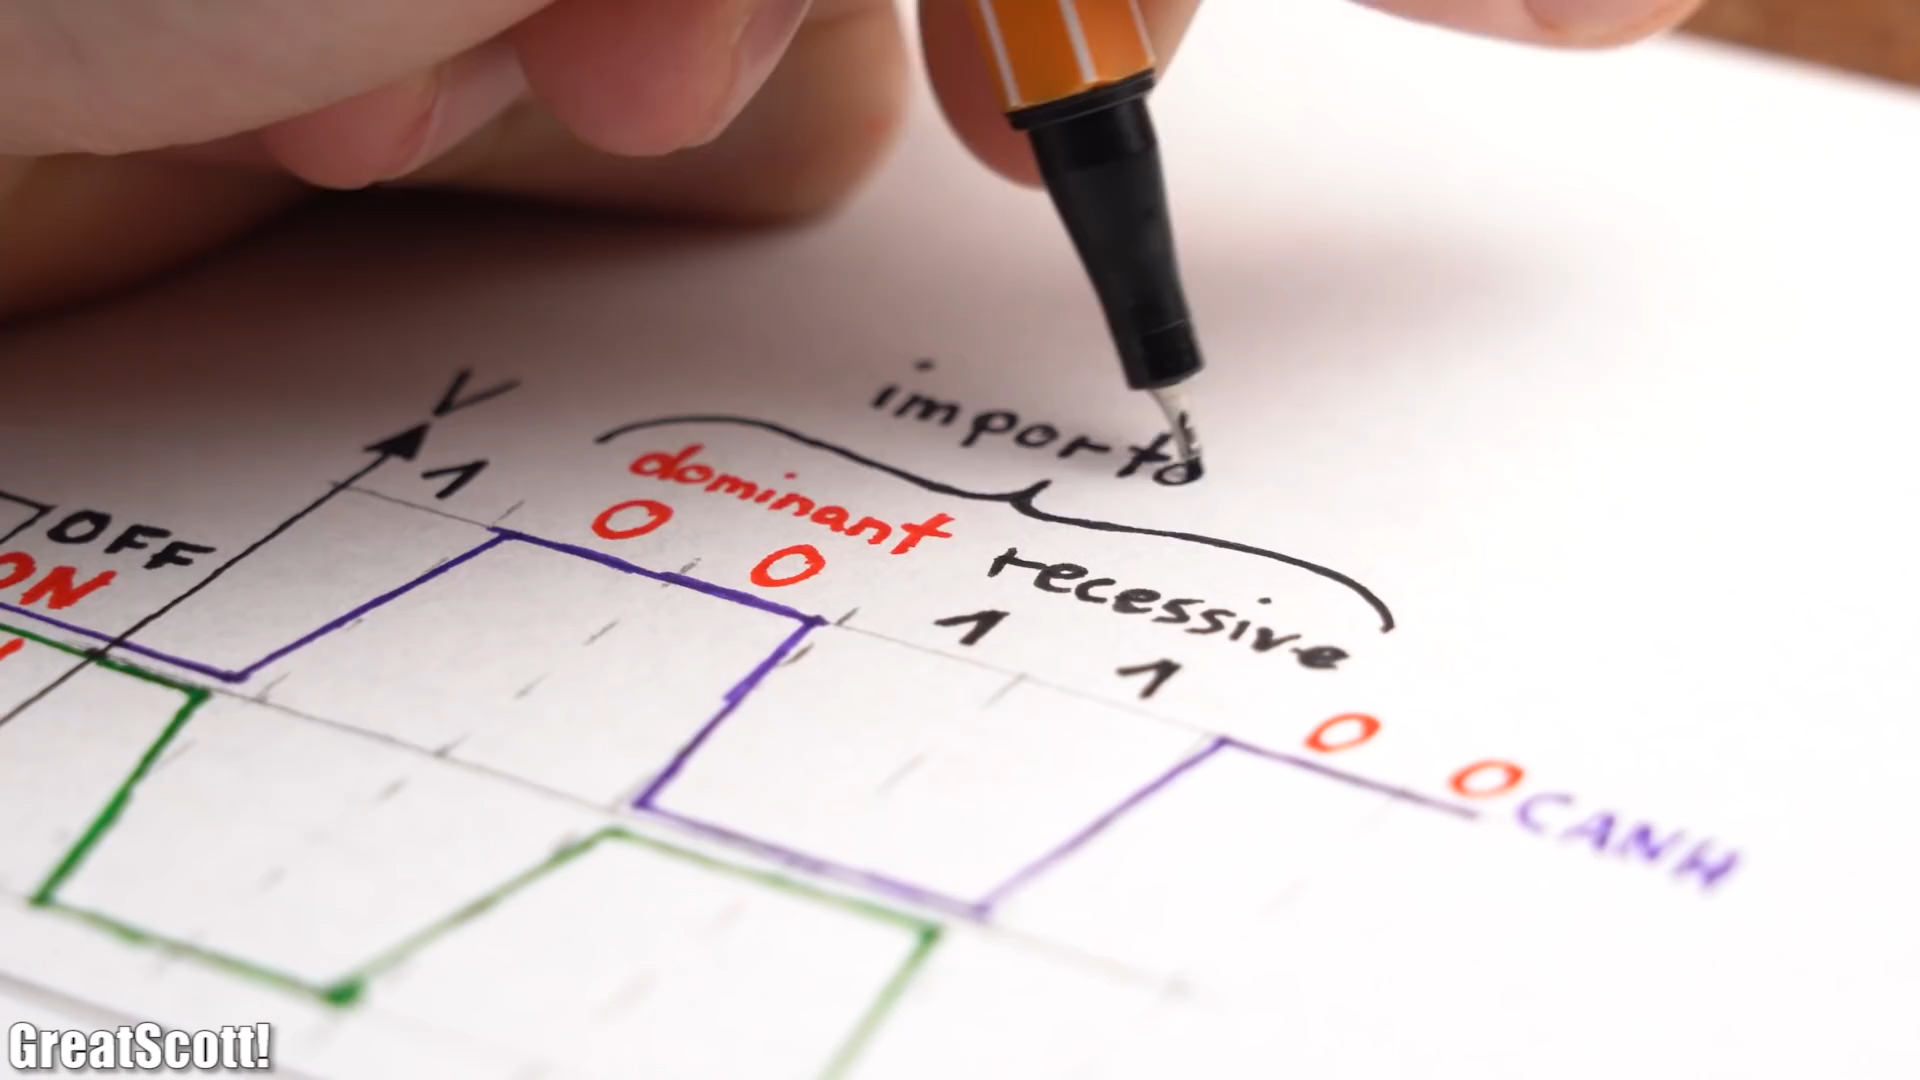 importa
V
1
dominant
0 0
recessive
1 1
0 0 CANH
OFF
ON
GreatScott!